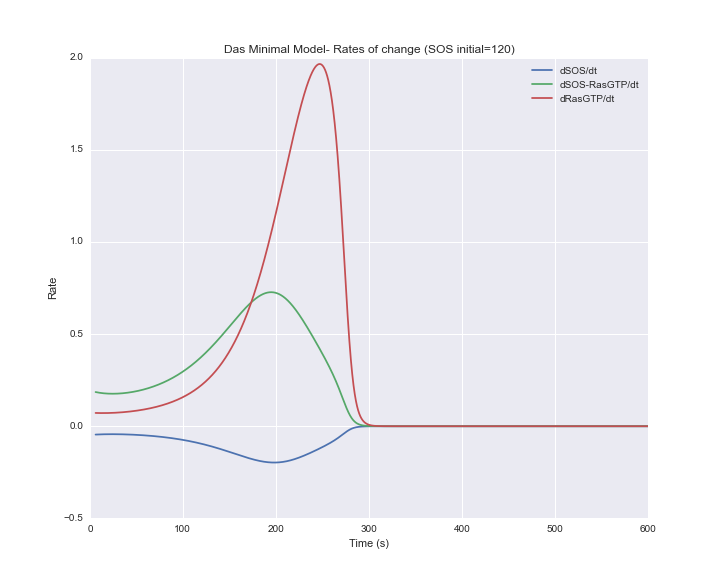 Das Minimal Model- Rates of change (SOS initial=120)
dSOS/dt
dSOS-RasGTP/dt
dRasGTP/dt
2.0
1.5
1.0
0.5
0.0
−0.5
Rate
0 100 200 300 400 500 600
Time (s)